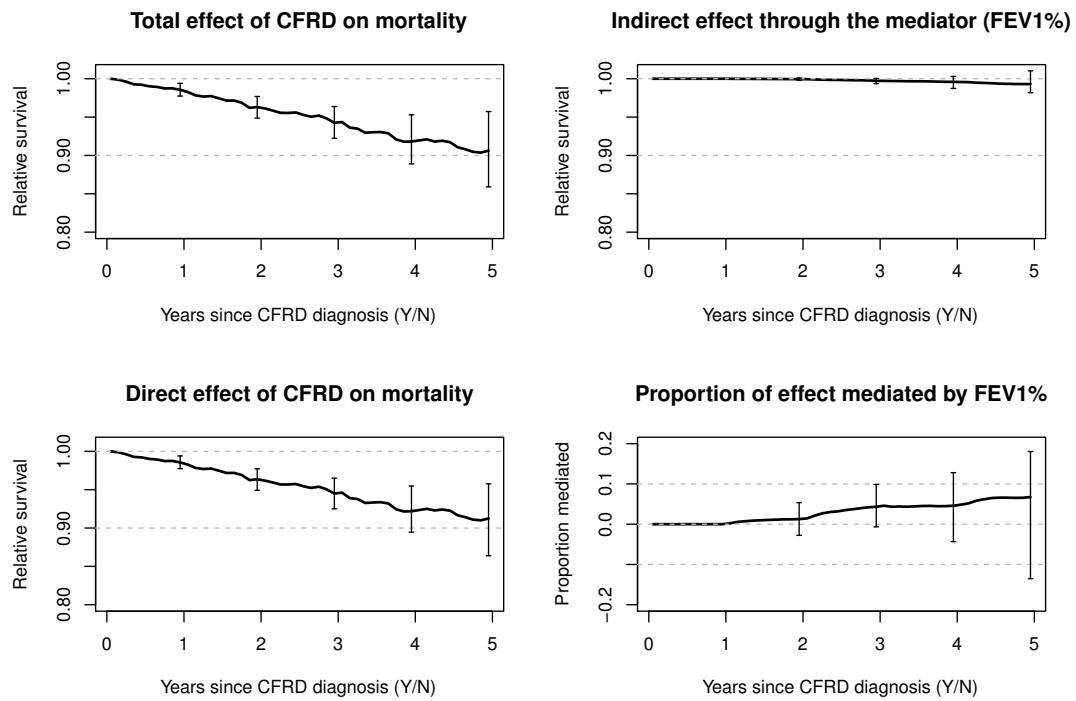 Total effect of CFRD on mortality
Relative survival
1.00
0.90
0.80
0 1 2 3 4 5
Years since CFRD diagnosis (Y/N)
Indirect effect through the mediator (FEV1%)
Relative survival
1.00
0.90
0.80
0 1 2 3 4 5
Years since CFRD diagnosis (Y/N)
Direct effect of CFRD on mortality
Relative survival
1.00
0.90
0.80
0 1 2 3 4 5
Years since CFRD diagnosis (Y/N)
Proportion of effect mediated by FEV1%
Proportion mediated
0.2
0.1
0.0
−0.2
0 1 2 3 4 5
Years since CFRD diagnosis (Y/N)